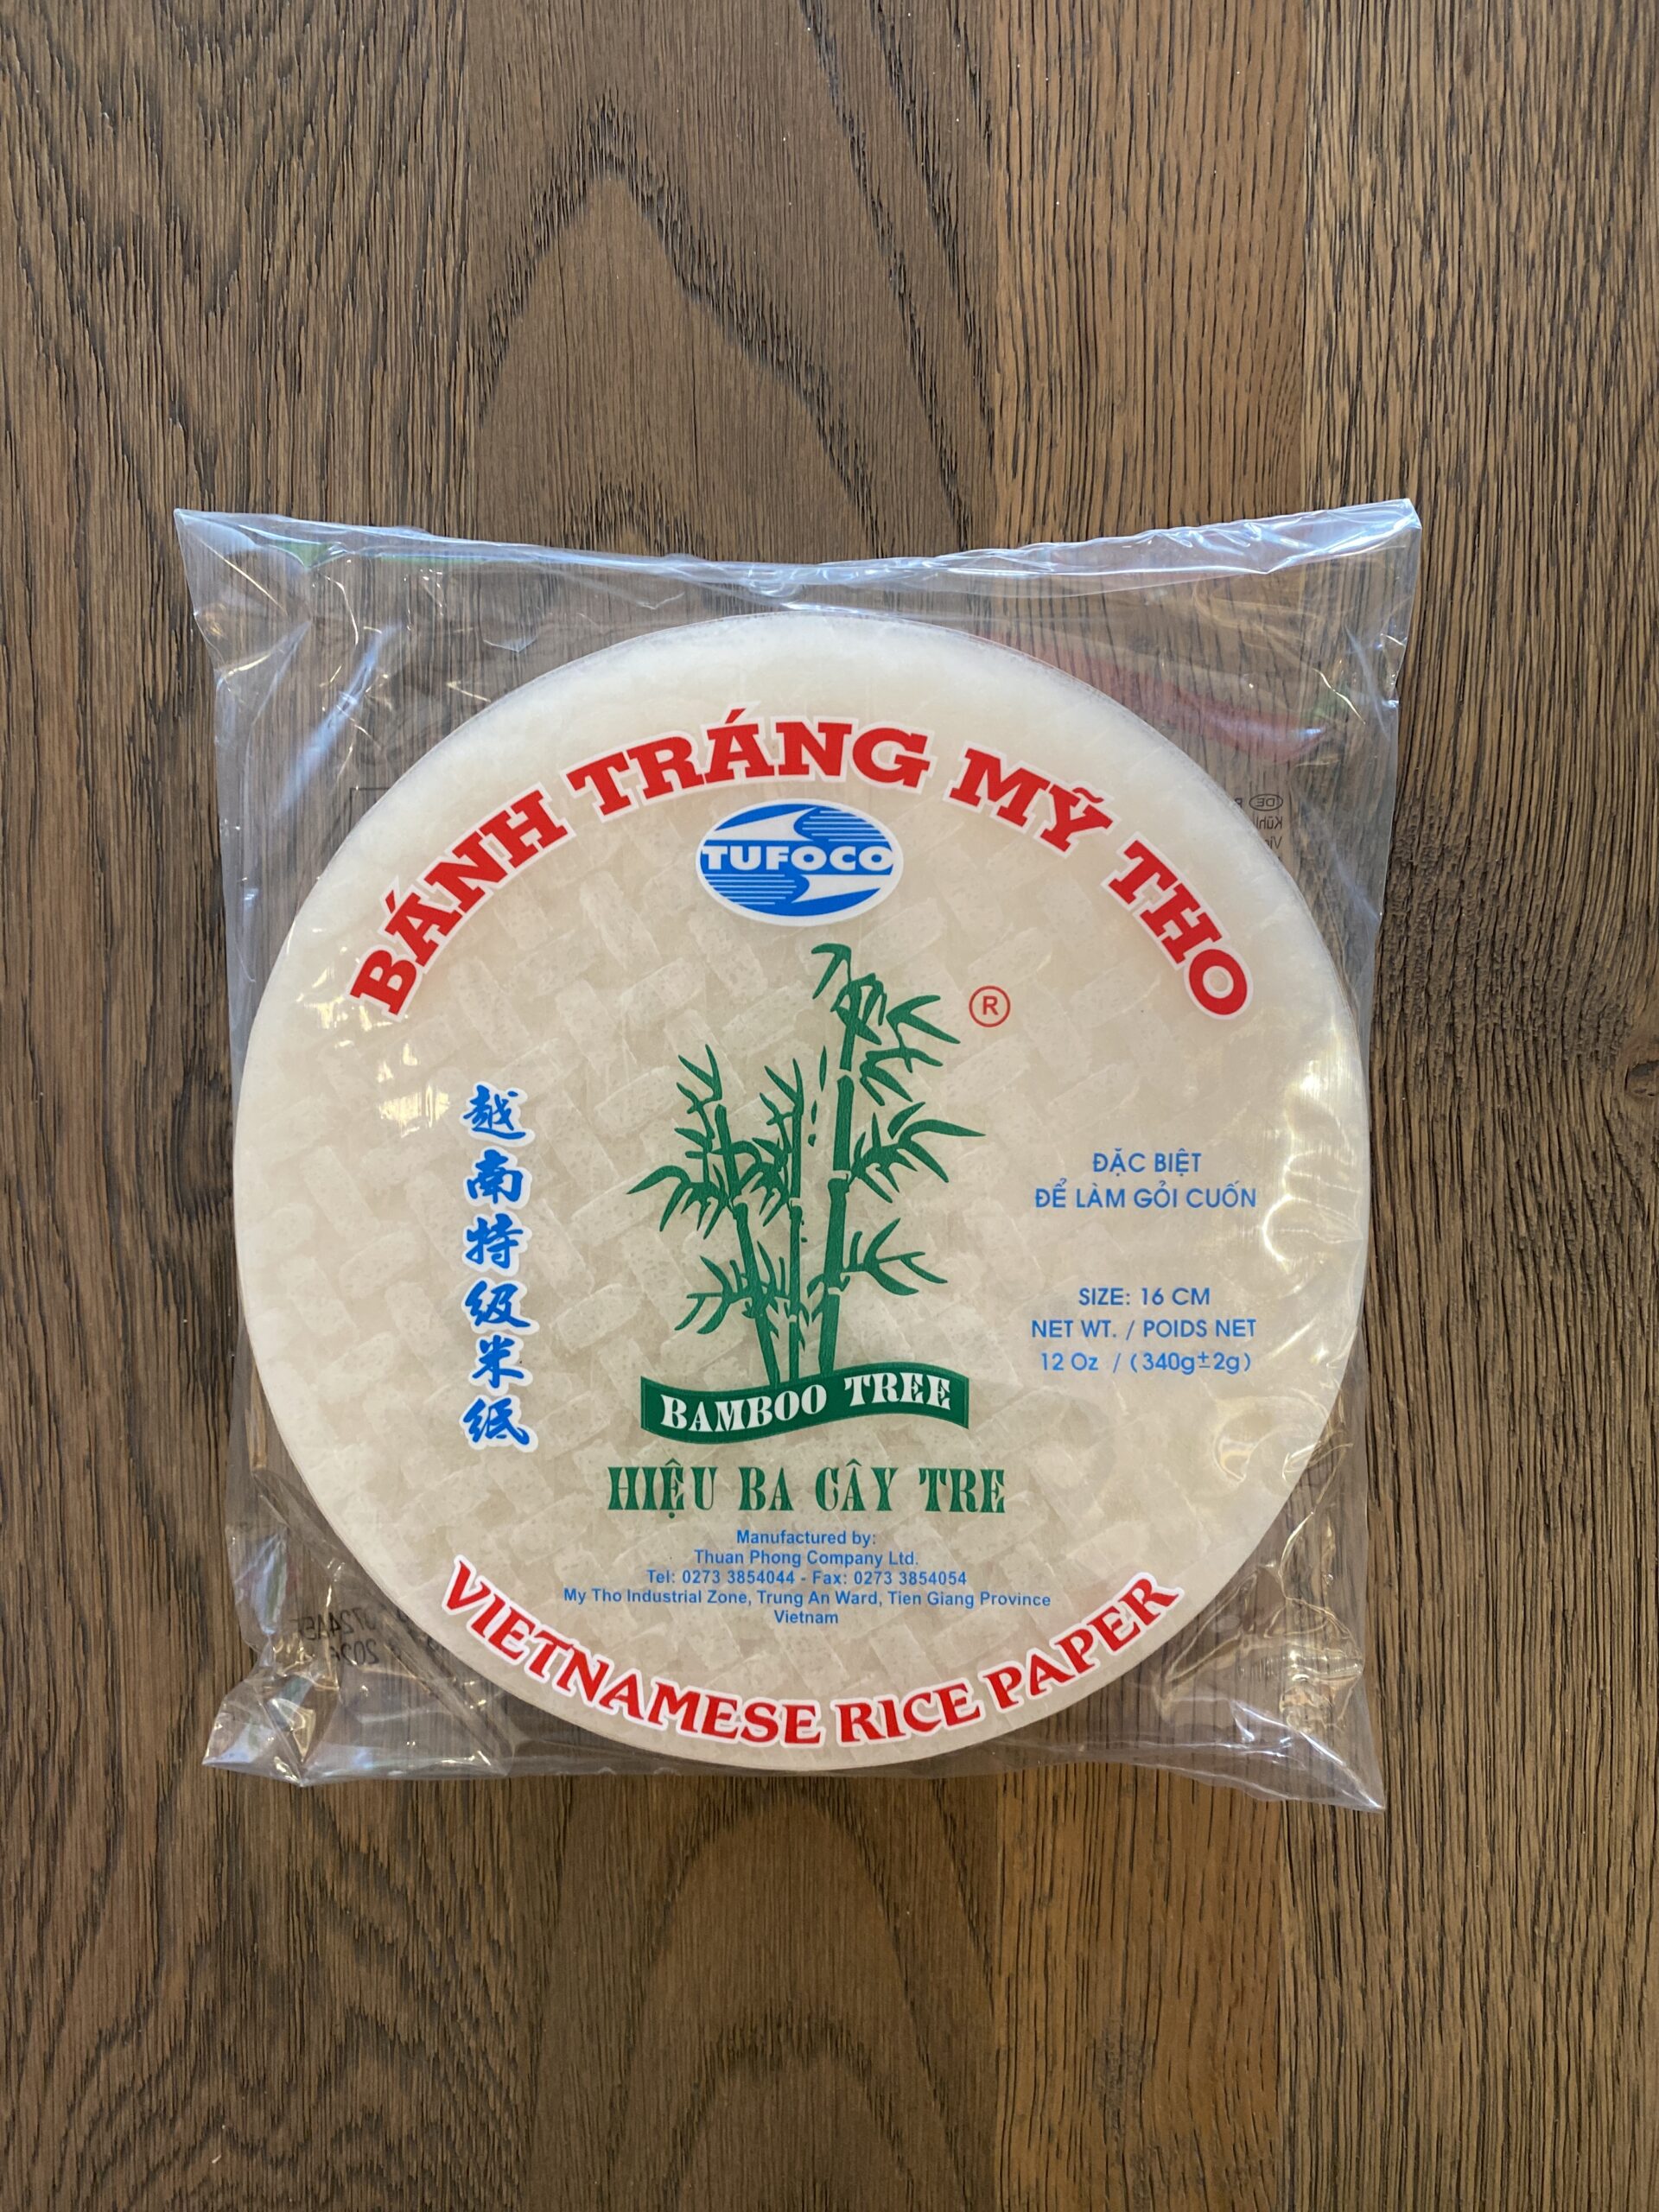 BÁNH TRÁNG MỸ THO
TUFOCO
®
越南特级米纸
ĐẶC BIỆT
ĐỂ LÀM GỎI CUỐN
SIZE: 16 CM
NET WT. / POIDS NET
12 Oz / (340g±2g)
BAMBOO TREE
HIỆU BA CÂY TRE
Manufactured by:
Thuan Phong Company Ltd.
Tel: 0273 3854044 - Fax: 0273 3854054
My Tho Industrial Zone, Trung An Ward, Tien Giang Province
Vietnam
VIETNAMESE RICE PAPER